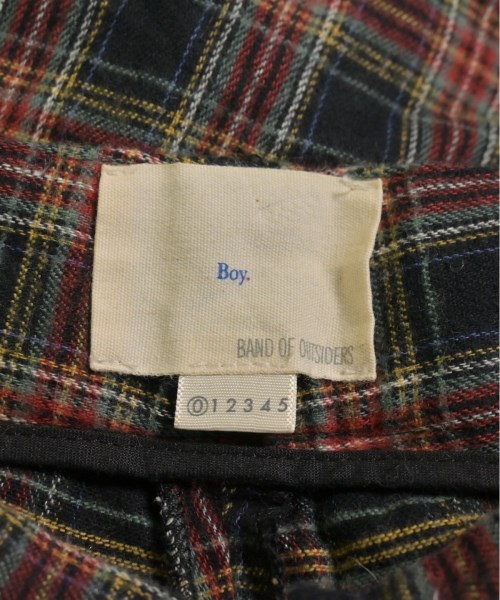 Boy.
BAND OF OUTSIDERS
⓪12345